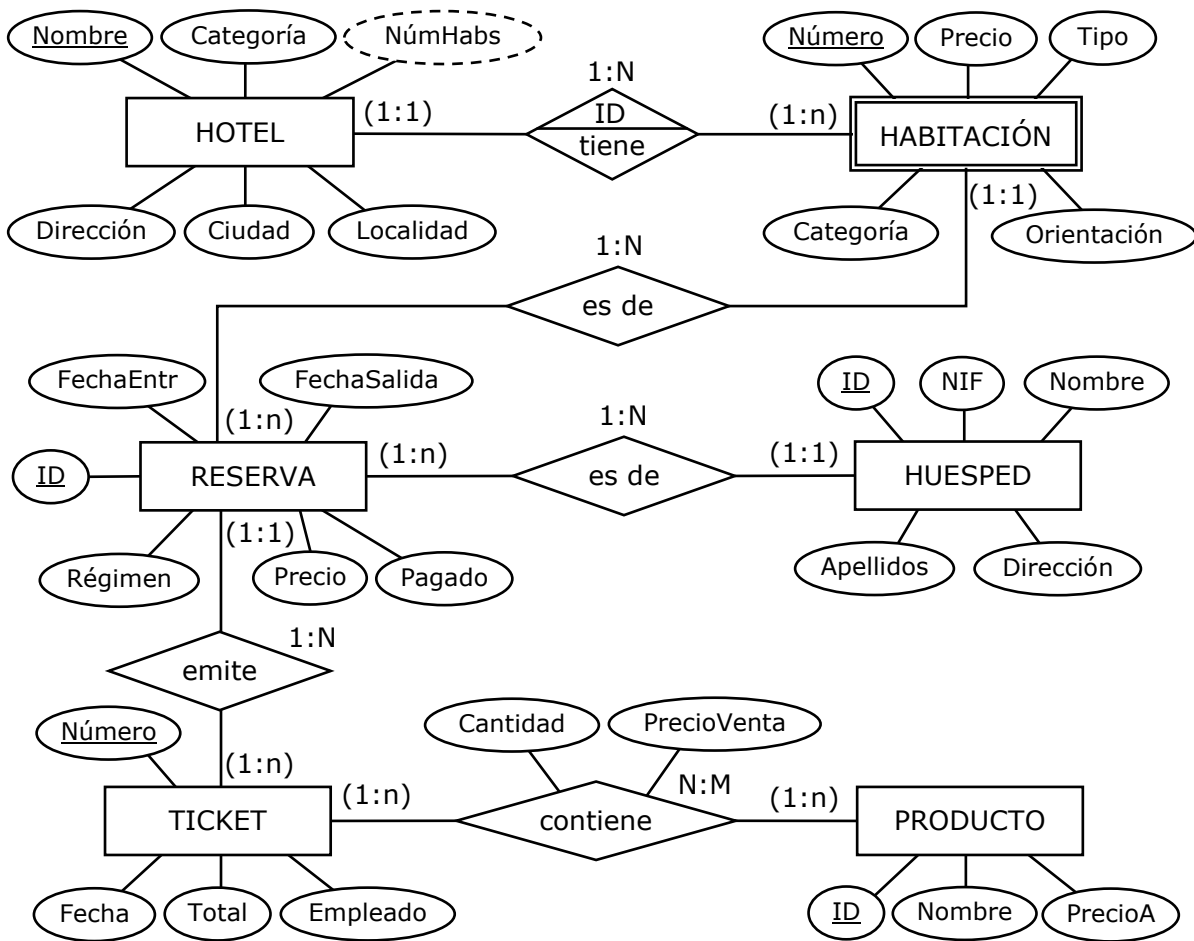 Nombre
Categoría
NúmHabs
Número
Precio
Tipo
1:N
(1:1)
(1:n)
HOTEL
ID
tiene
HABITACIÓN
(1:1)
Dirección
Ciudad
Localidad
Categoría
Orientación
1:N
es de
FechaEntr
FechaSalida
ID
NIF
Nombre
(1:n)
1:N
(1:n)
(1:1)
ID
RESERVA
es de
HUESPED
(1:1)
Régimen
Precio
Pagado
Apellidos
Dirección
1:N
emite
Número
Cantidad
PrecioVenta
(1:n)
(1:n)
N:M
(1:n)
TICKET
contiene
PRODUCTO
Fecha
Total
Empleado
ID
Nombre
PrecioA